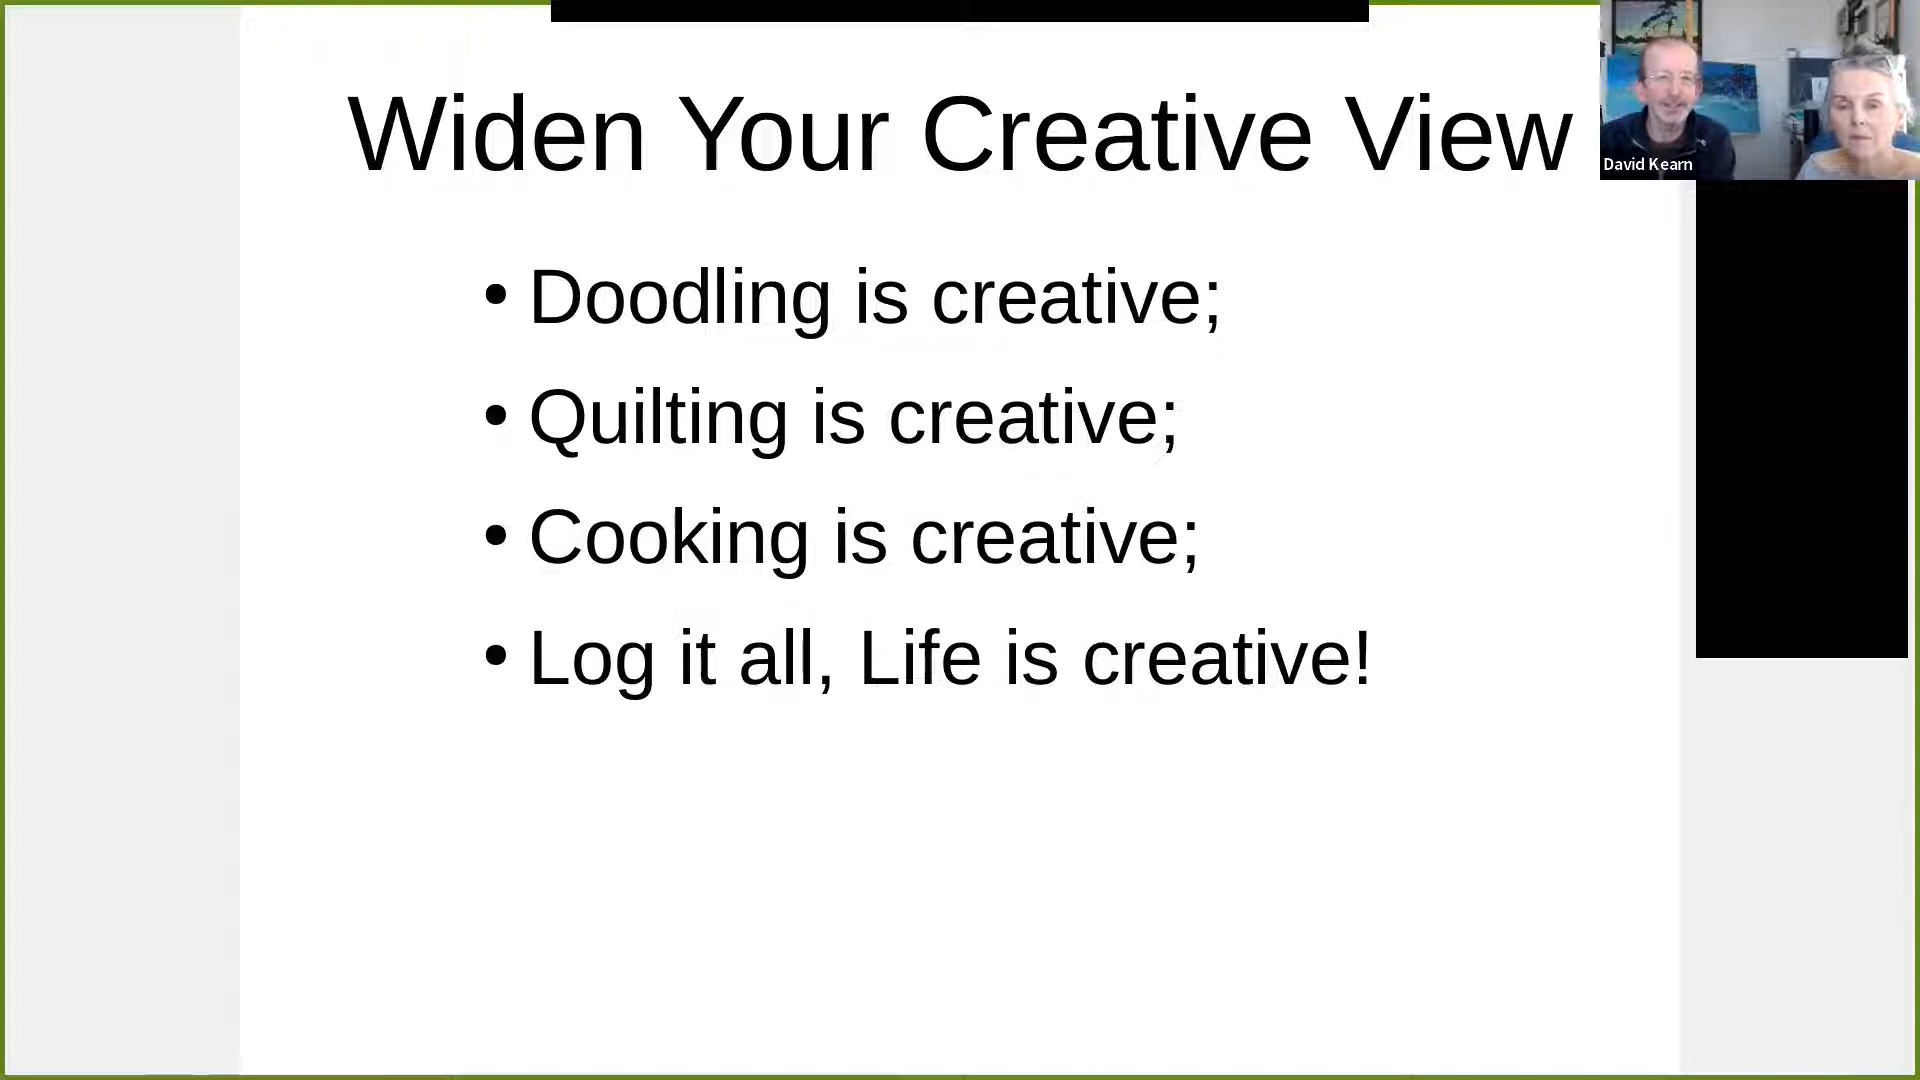 Widen Your Creative View
David Kearn
• Doodling is creative;
• Quilting is creative;
• Cooking is creative;
• Log it all, Life is creative!